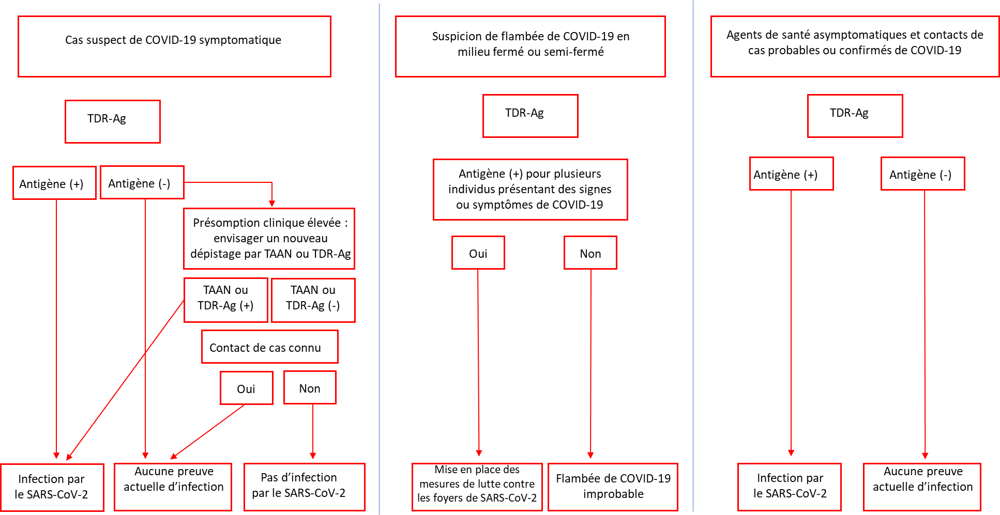 Cas suspect de COVID-19 symptomatique
TDR-Ag
Antigène (+)
Antigène (-)
Présomption clinique élevée :
envisager un nouveau
dépistage par TAAN ou TDR-Ag
TAAN ou
TDR-Ag (+)
TAAN ou
TDR-Ag (-)
Contact de cas connu
Oui
Non
Infection par
le SARS-CoV-2
Aucune preuve
actuelle d’infection
Pas d’infection
par le SARS-CoV-2
Suspicion de flambée de COVID-19 en
milieu fermé ou semi-fermé
TDR-Ag
Antigène (+) pour plusieurs
individus présentant des signes
ou symptômes de COVID-19
Oui
Non
Mise en place des
mesures de lutte contre
les foyers de SARS-CoV-2
Flambée de COVID-19
improbable
Agents de santé asymptomatiques et contacts de
cas probables ou confirmés de COVID-19
TDR-Ag
Antigène (+)
Antigène (-)
Infection par
le SARS-CoV-2
Aucune preuve
actuelle d’infection